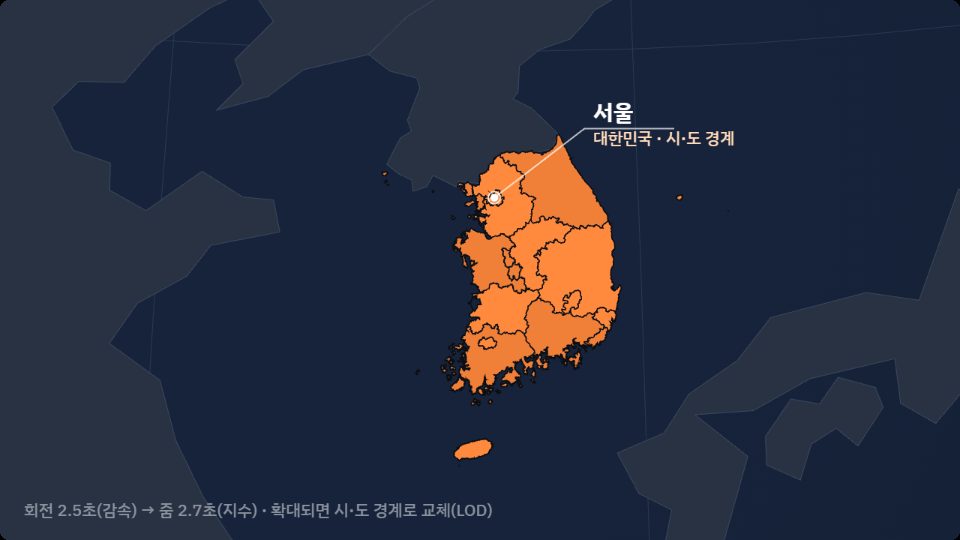 서울
대한민국 · 시·도 경계
회전 2.5초(감속) → 줌 2.7초(지수) · 확대되면 시·도 경계로 교체(LOD)